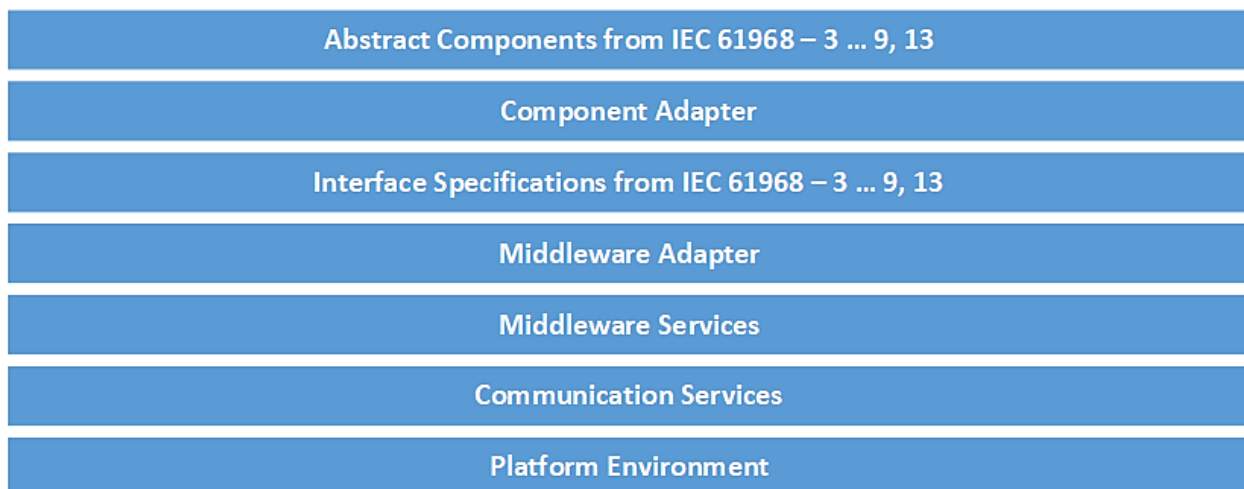 Abstract Components from IEC 61968 – 3 … 9, 13
Component Adapter
Interface Specifications from IEC 61968 – 3 … 9, 13
Middleware Adapter
Middleware Services
Communication Services
Platform Environment